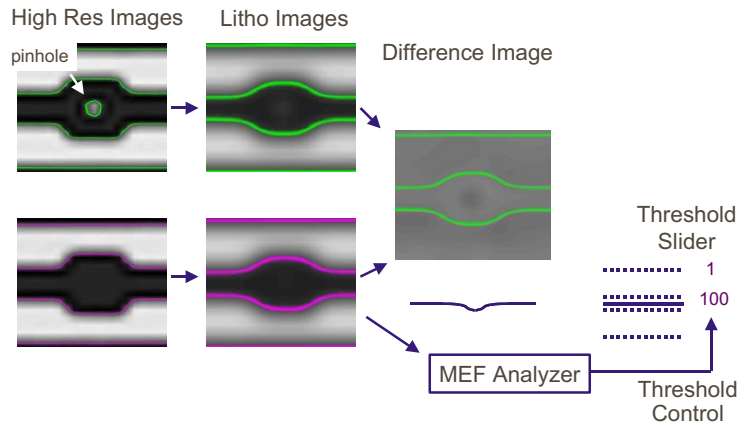 High Res Images
Litho Images
Difference Image
pinhole
Threshold
Slider
1
100
MEF Analyzer
Threshold
Control